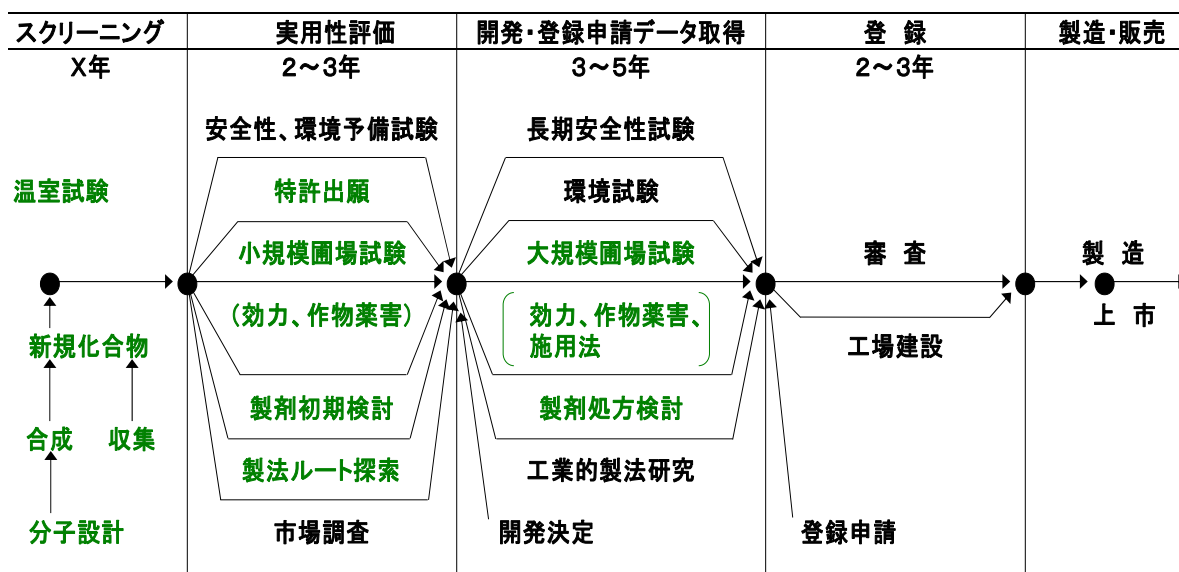 スクリーニング
実用性評価
開発・登録申請データ取得
登 録
製造・販売
X年
2～3年
3～5年
2～3年
温室試験
新規化合物
合成
収集
分子設計
安全性、環境予備試験
特許出願
小規模圃場試験
(効力、作物薬害)
製剤初期検討
製法ルート探索
市場調査
長期安全性試験
環境試験
大規模圃場試験
効力、作物薬害、
施用法
製剤処方検討
工業的製法研究
開発決定
審 査
工場建設
登録申請
製 造
上 市